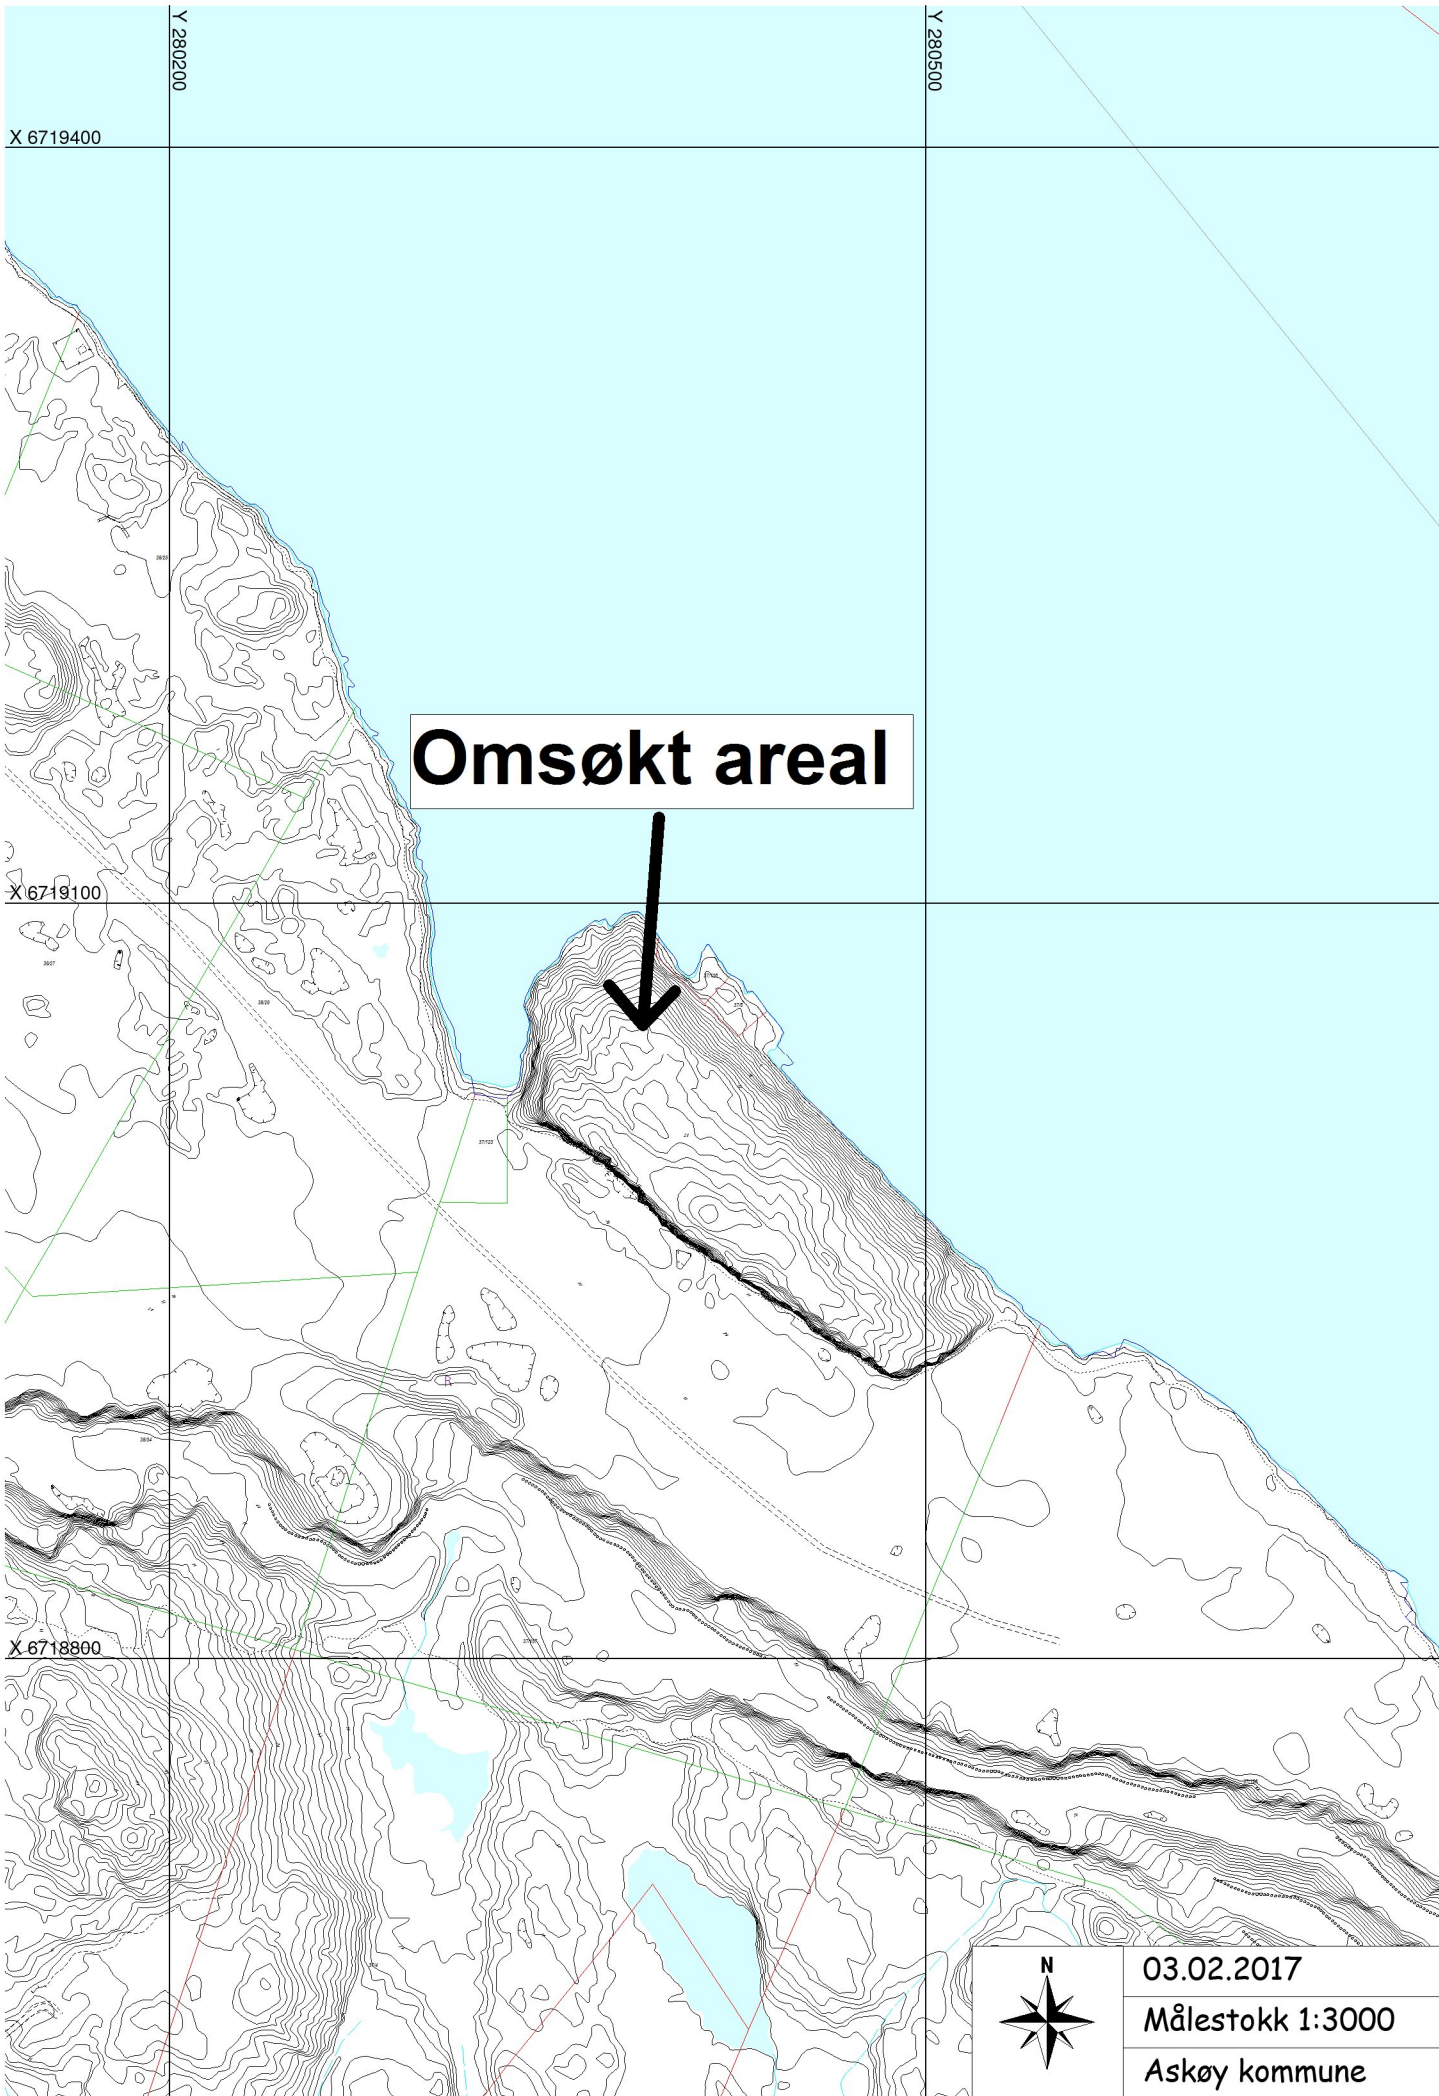 Y 280200
Y 280500
X 6719400
Omsøkt areal
X 6719100
X 6718800
R
N
03.02.2017
Målestokk 1:3000
Askøy kommune